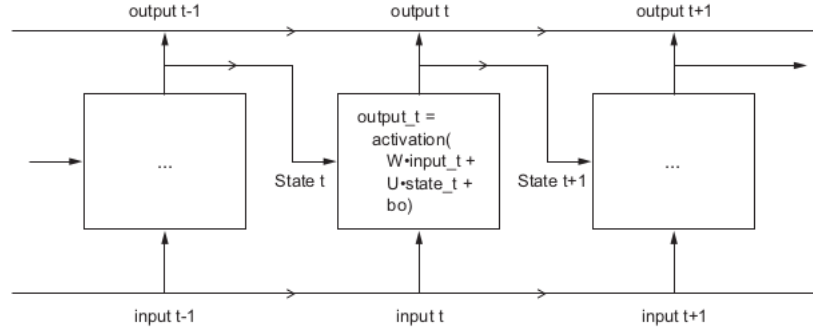 output t-1
output t
output t+1
...
output_t =
activation(
W•input_t +
U•state_t +
bo)
...
State t
State t+1
input t-1
input t
input t+1